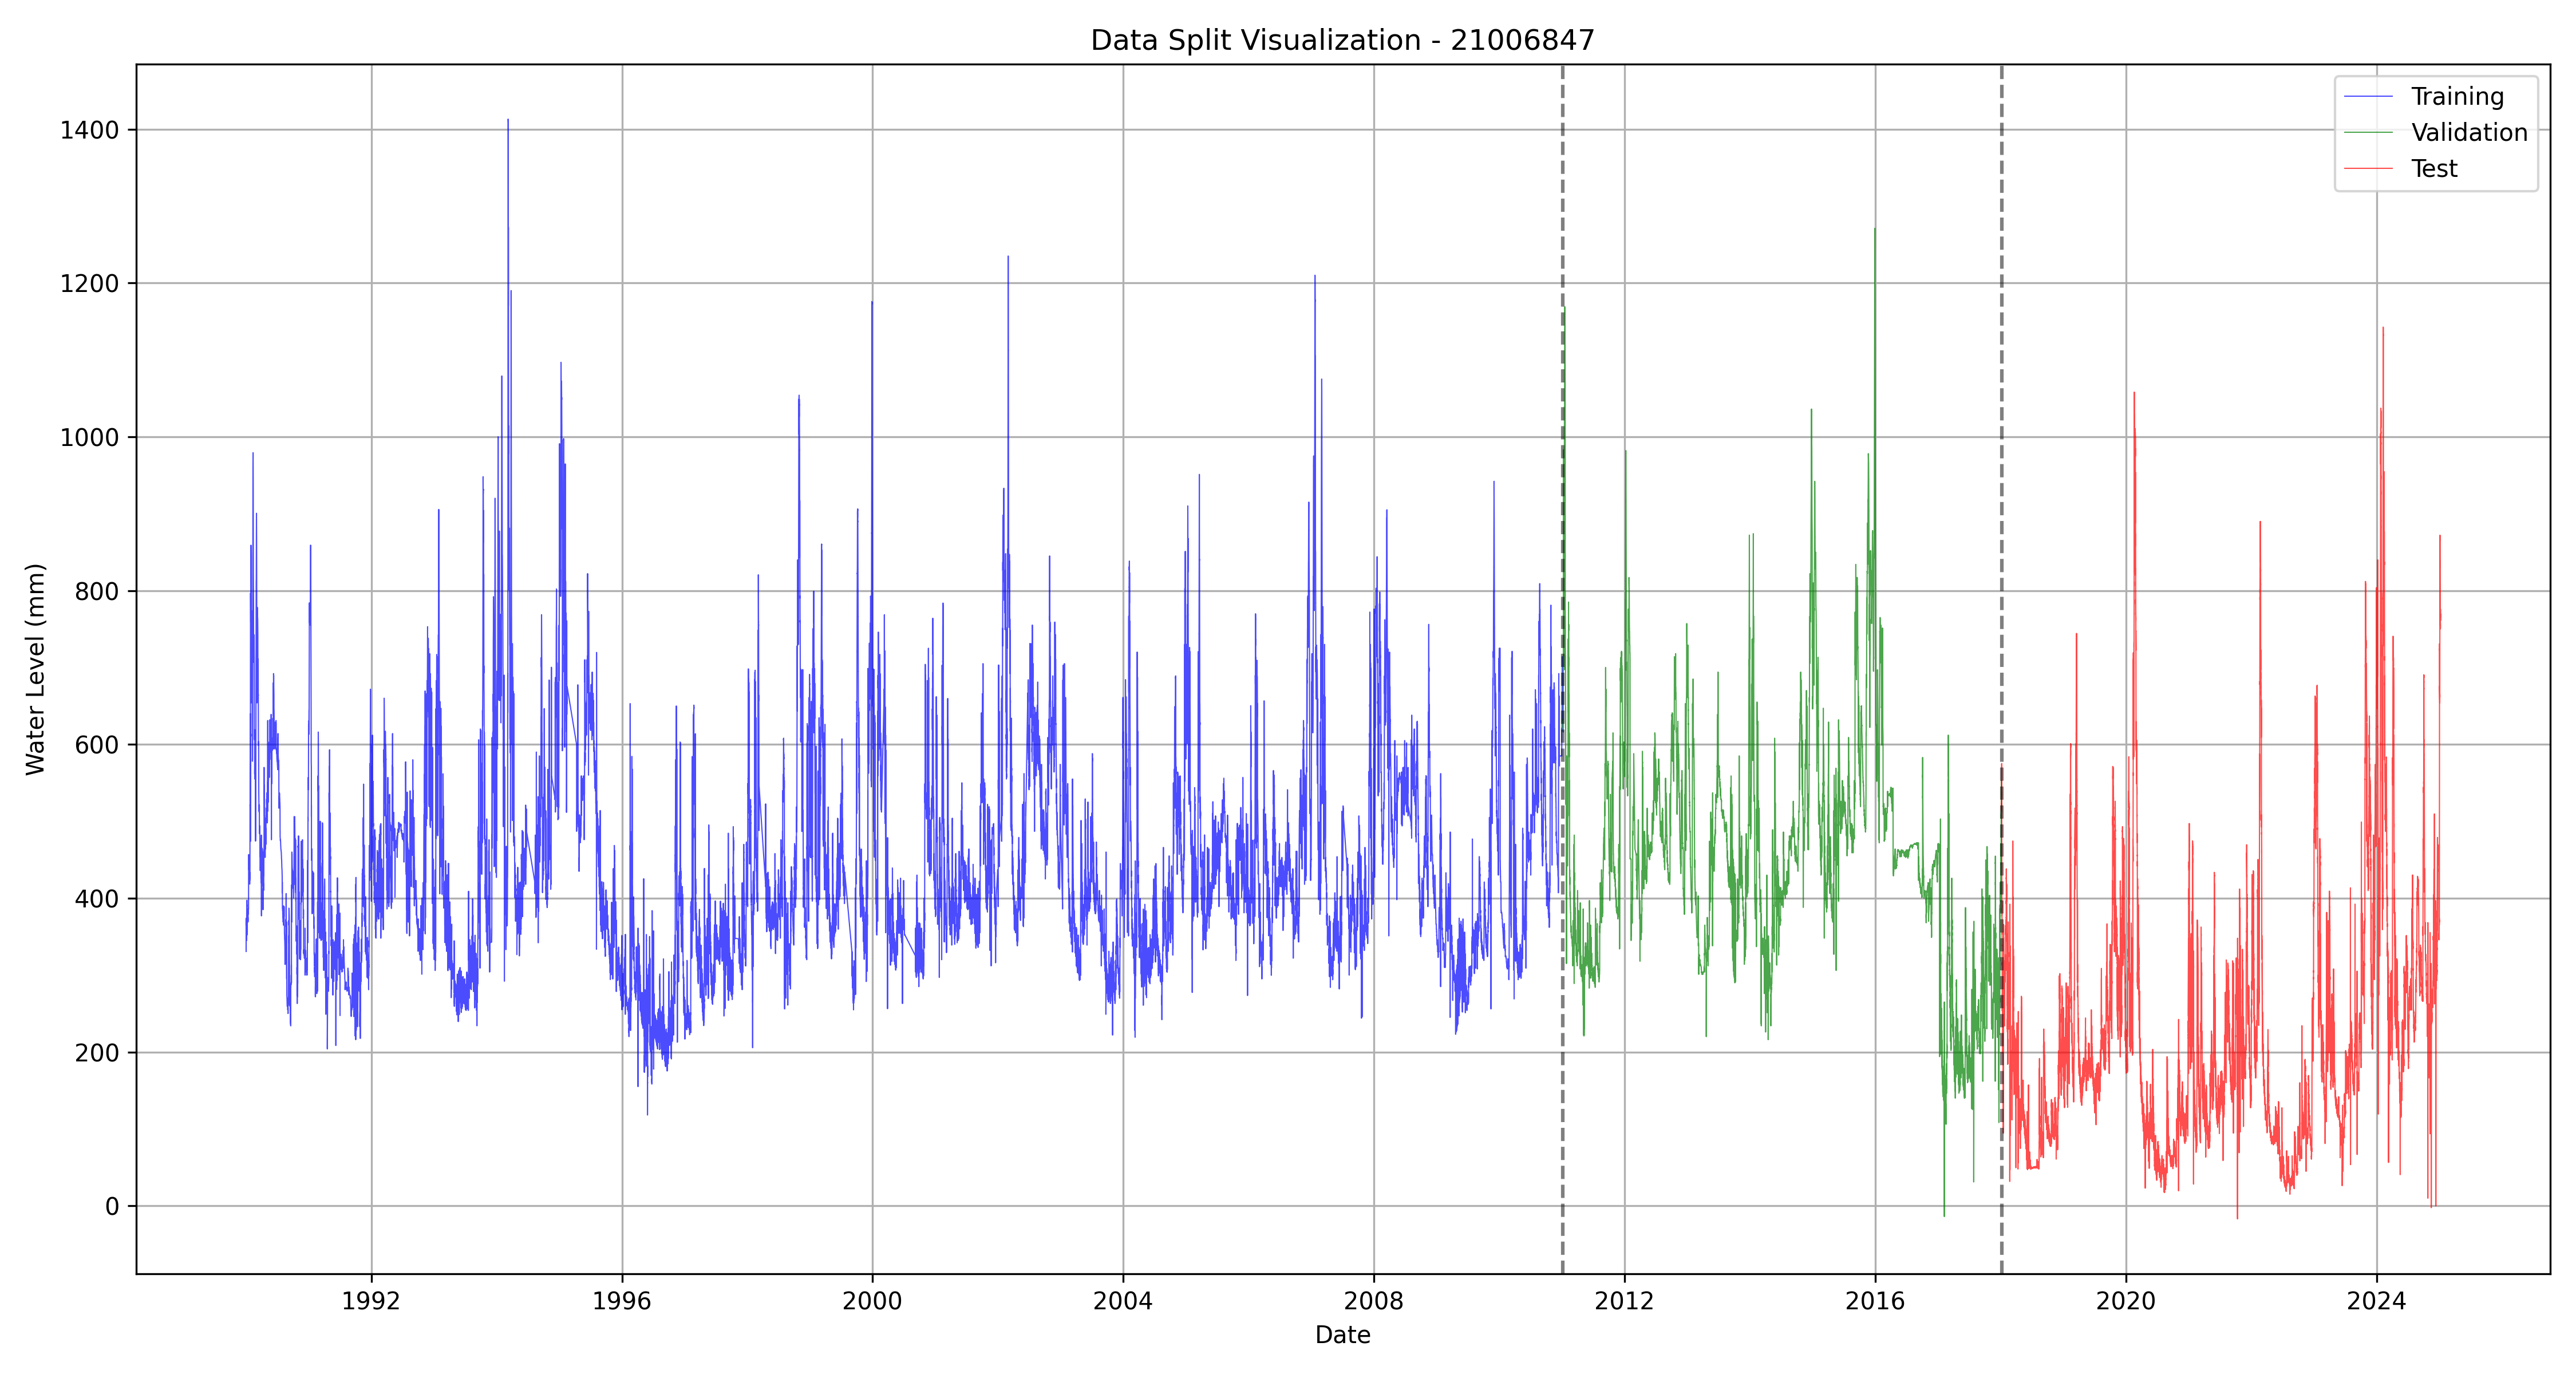 Data Split Visualization - 21006847
Training
Validation
Test
Water Level (mm)
1400
1200
1000
800
600
400
200
0
1992 1996 2000 2004 2008 2012 2016 2020 2024
Date